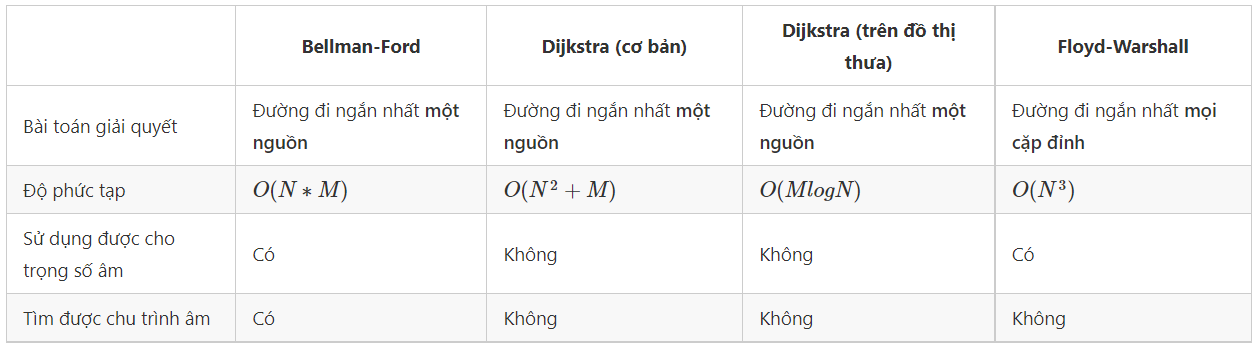 Bellman-Ford
Dijkstra (cơ bản)
Dijkstra (trên đồ thị
thưa)
Floyd-Warshall
Bài toán giải quyết
Đường đi ngắn nhất một
nguồn
Đường đi ngắn nhất một
nguồn
Đường đi ngắn nhất một
nguồn
Đường đi ngắn nhất mọi
cặp đỉnh
Độ phức tạp
O(N ∗ M)
O(N² + M)
O(MlogN)
O(N³)
Sử dụng được cho
trọng số âm
Có
Không
Không
Có
Tìm được chu trình âm
Có
Không
Không
Không